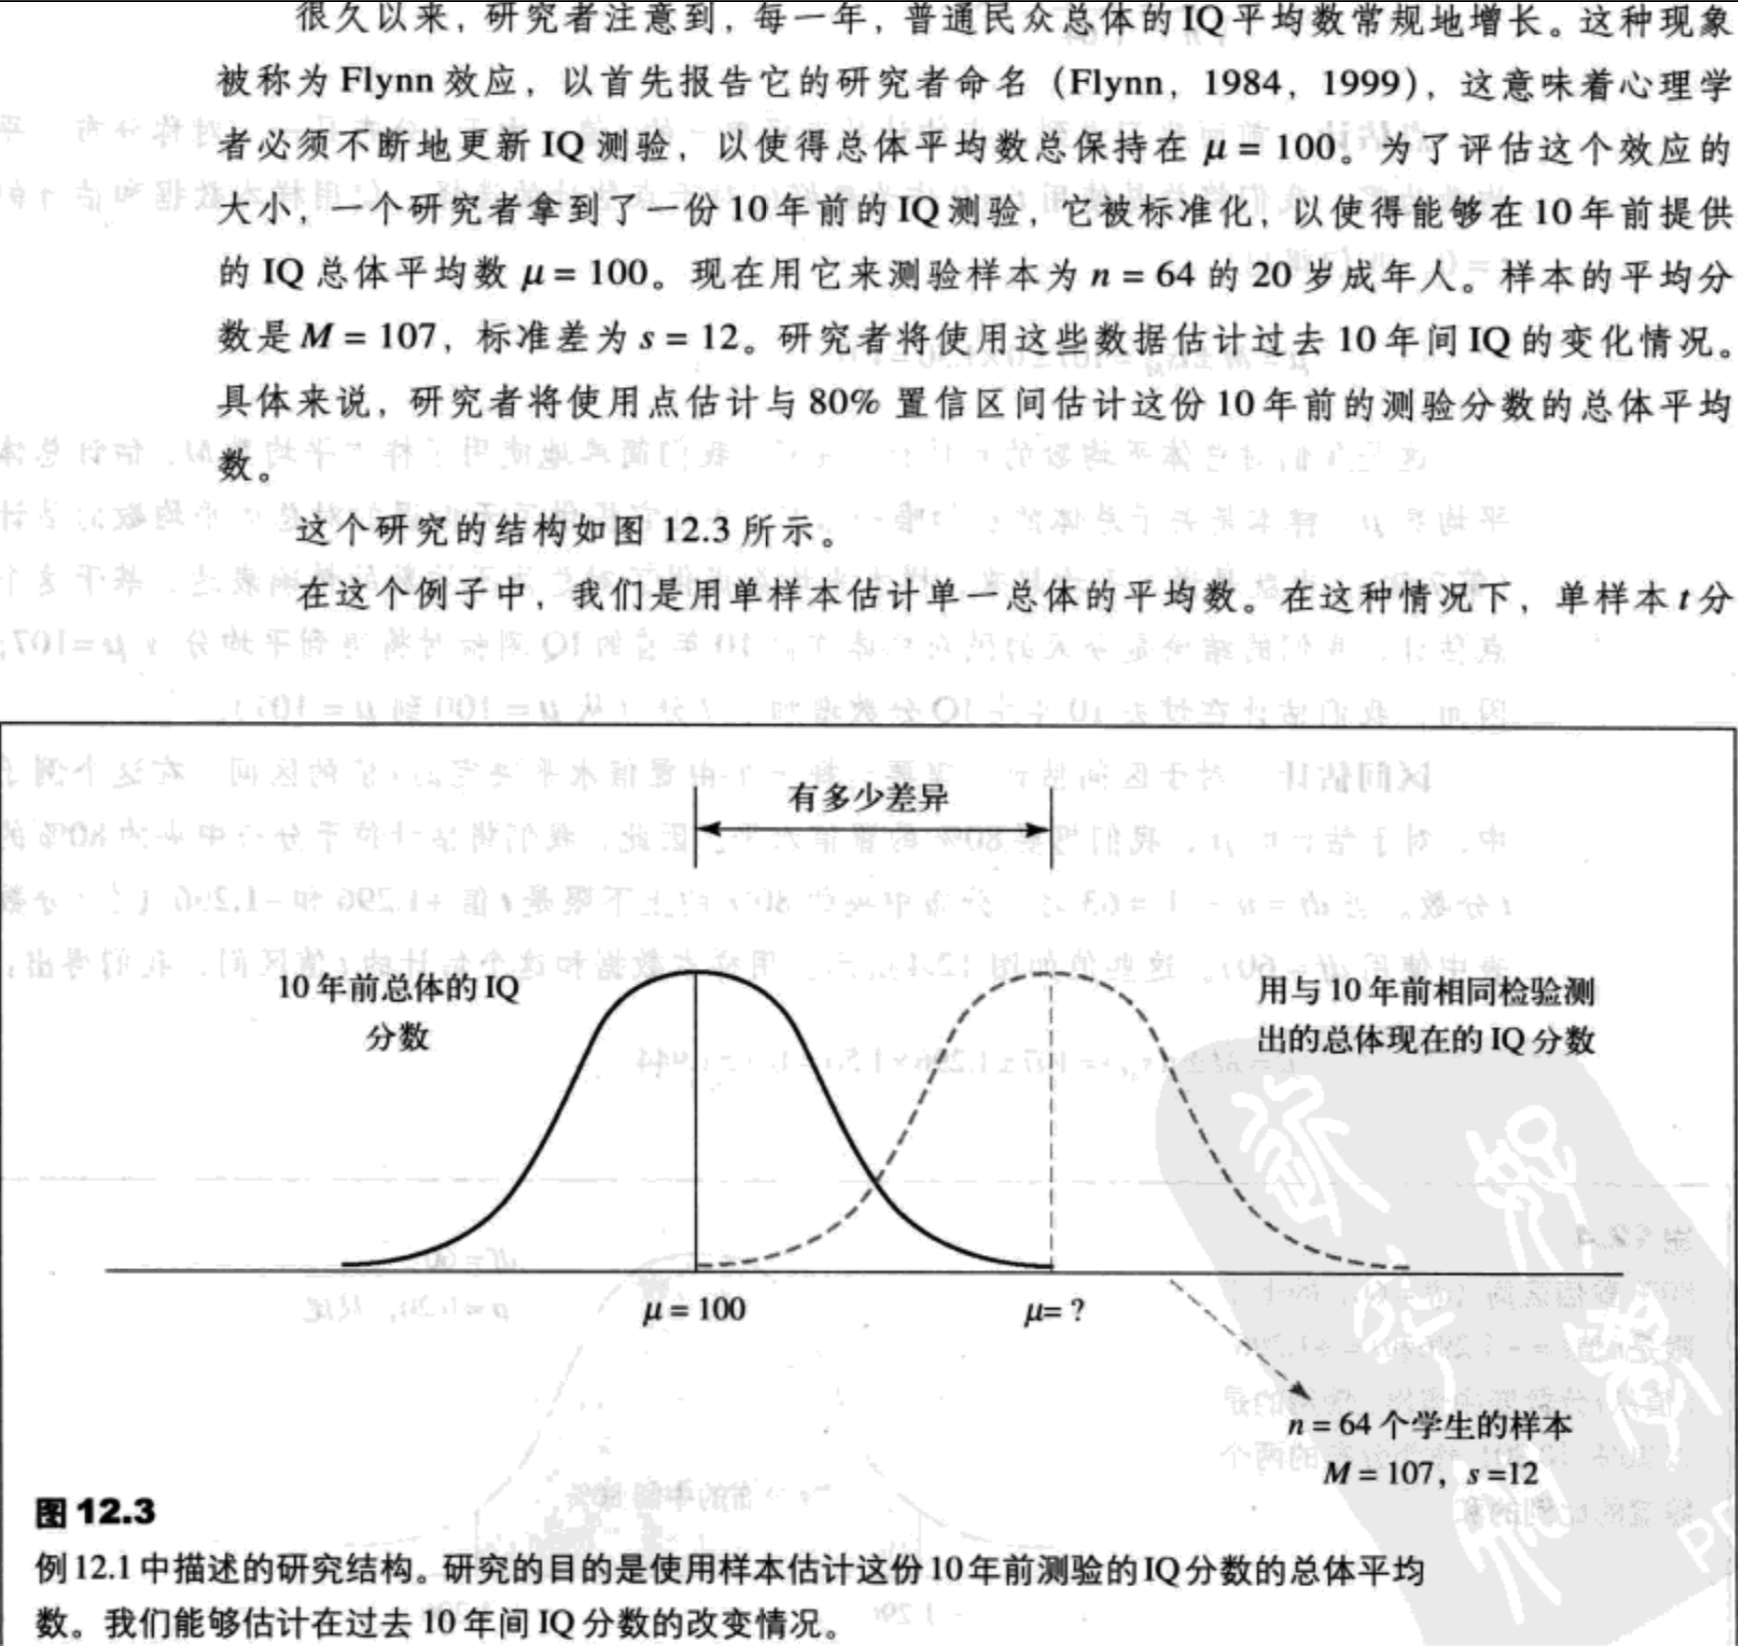 很久以来，研究者注意到，每一年，普通民众总体的IQ平均数常规地增长。这种现象
被称为Flynn效应，以首先报告它的研究者命名（Flynn，1984，1999），这意味着心理学
者必须不断地更新IQ测验，以使得总体平均数总保持在μ = 100。为了评估这个效应的
大小，一个研究者拿到了一份10年前的IQ测验，它被标准化，以使得能够在10年前提供
的IQ总体平均数μ = 100。现在用它来测验样本为n = 64的20岁成年人。样本的平均分
数是M = 107，标准差为s = 12。研究者将使用这些数据估计过去10年间IQ的变化情况。
具体来说，研究者将使用点估计与80%置信区间估计这份10年前的测验分数的总体平均
数。
这个研究的结构如图12.3所示。
在这个例子中，我们是用单样本估计单一总体的平均数。在这种情况下，单样本t分
有多少差异
10年前总体的IQ
分数
用与10年前相同检验测
出的总体现在的IQ分数
μ = 100
μ= ?
n = 64个学生的样本
M = 107，s =12
图12.3
例12.1中描述的研究结构。研究的目的是使用样本估计这份10年前测验的IQ分数的总体平均
数。我们能够估计在过去10年间IQ分数的改变情况。